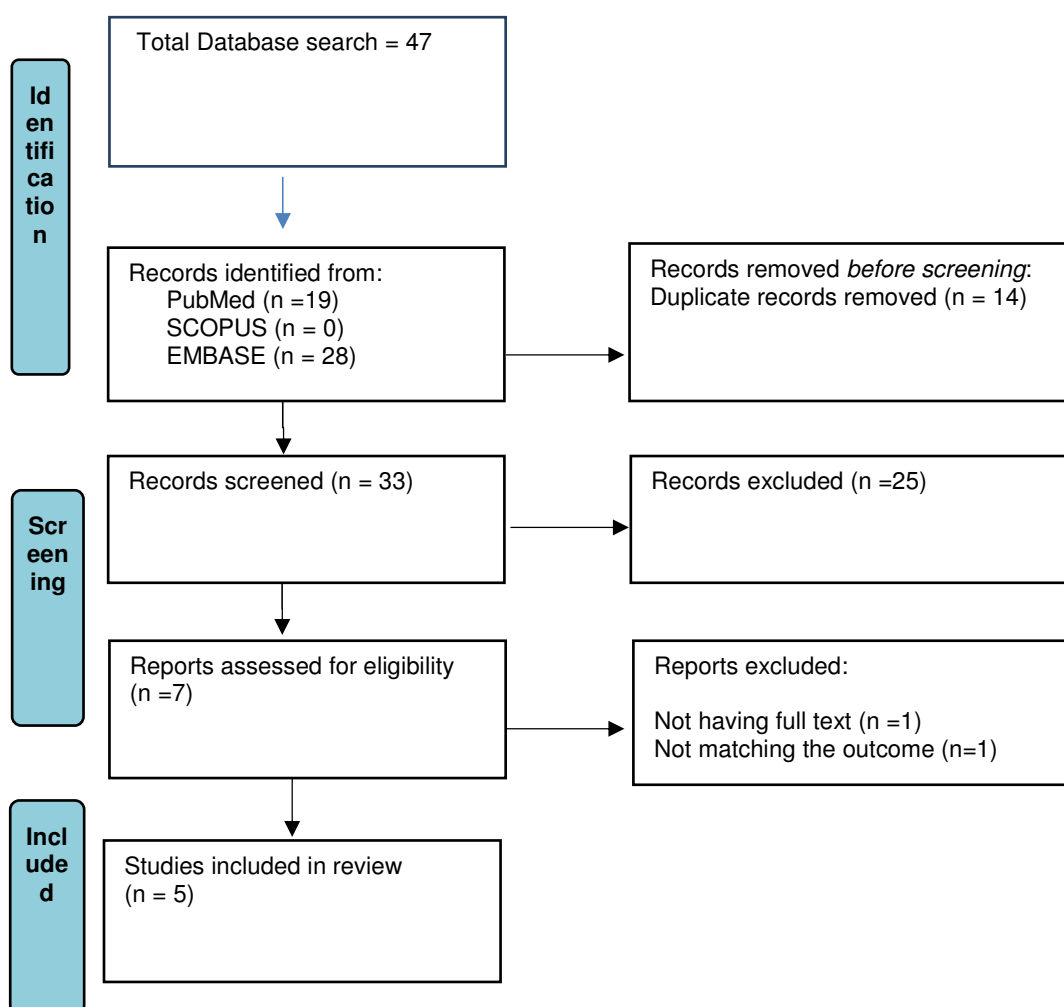 Id
en
tifi
ca
tio
n
Total Database search = 47
Records identified from:
PubMed (n =19)
SCOPUS (n = 0)
EMBASE (n = 28)
Records removed before screening:
Duplicate records removed (n = 14)
Scr
een
ing
Records screened (n = 33)
Records excluded (n =25)
Reports assessed for eligibility
(n =7)
Reports excluded:
Not having full text (n =1)
Not matching the outcome (n=1)
Incl
ude
d
Studies included in review
(n = 5)